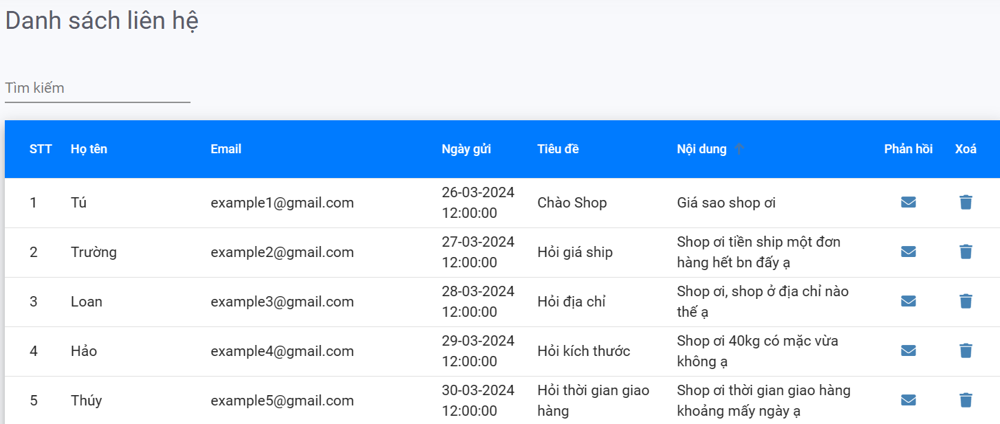 Danh sách liên hệ
Tìm kiếm
STT Họ tên Email Ngày gửi Tiêu đề Nội dung Phản hồi Xoá
1 Tú example1@gmail.com 26-03-2024 12:00:00 Chào Shop Giá sao shop ơi
2 Trường example2@gmail.com 27-03-2024 12:00:00 Hỏi giá ship Shop ơi tiền ship một đơn hàng hết bn đấy ạ
3 Loan example3@gmail.com 28-03-2024 12:00:00 Hỏi địa chỉ Shop ơi, shop ở địa chỉ nào thế ạ
4 Hảo example4@gmail.com 29-03-2024 12:00:00 Hỏi kích thước Shop ơi 40kg có mặc vừa không ạ
5 Thúy example5@gmail.com 30-03-2024 12:00:00 Hỏi thời gian giao hàng Shop ơi thời gian giao hàng khoảng mấy ngày ạ